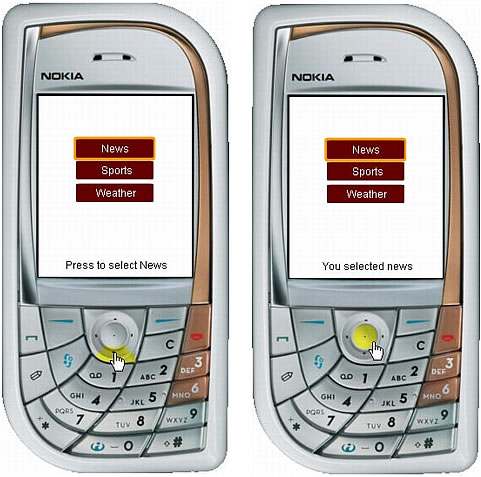 NOKIA
News
Sports
Weather
Press to select News
C
1
ABC 2
DEF 3
GHI 4
JKL 5
MNO 6
PQRS 7
TUV 8
WXYZ 9
* +
0
#
NOKIA
News
Sports
Weather
You selected news
C
1
ABC 2
DEF 3
GHI 4
JKL 5
MNO 6
PQRS 7
TUV 8
WXYZ 9
* +
0
#